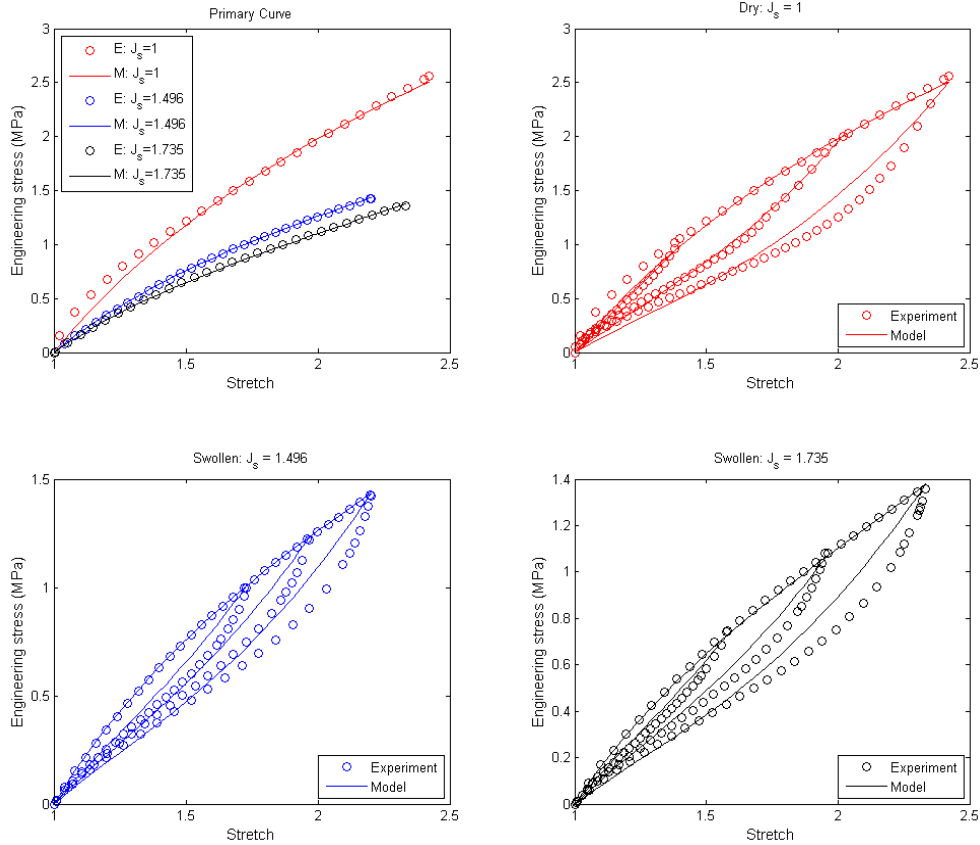 Primary Curve
Engineering stress (MPa)
3
2.5
2
1.5
1
0.5
0
E: J_s=1
M: J_s=1
E: J_s=1.496
M: J_s=1.496
E: J_s=1.735
M: J_s=1.735
1 1.5 2 2.5
Stretch
Dry: J_s = 1
Engineering stress (MPa)
3
2.5
2
1.5
1
0.5
0
Experiment
Model
1 1.5 2 2.5
Stretch
Swollen: J_s = 1.496
Engineering stress (MPa)
1.5
1
0.5
0
Experiment
Model
1 1.5 2 2.5
Stretch
Swollen: J_s = 1.735
Engineering stress (MPa)
1.4
1.2
1
0.8
0.6
0.4
0.2
0
Experiment
Model
1 1.5 2 2.5
Stretch